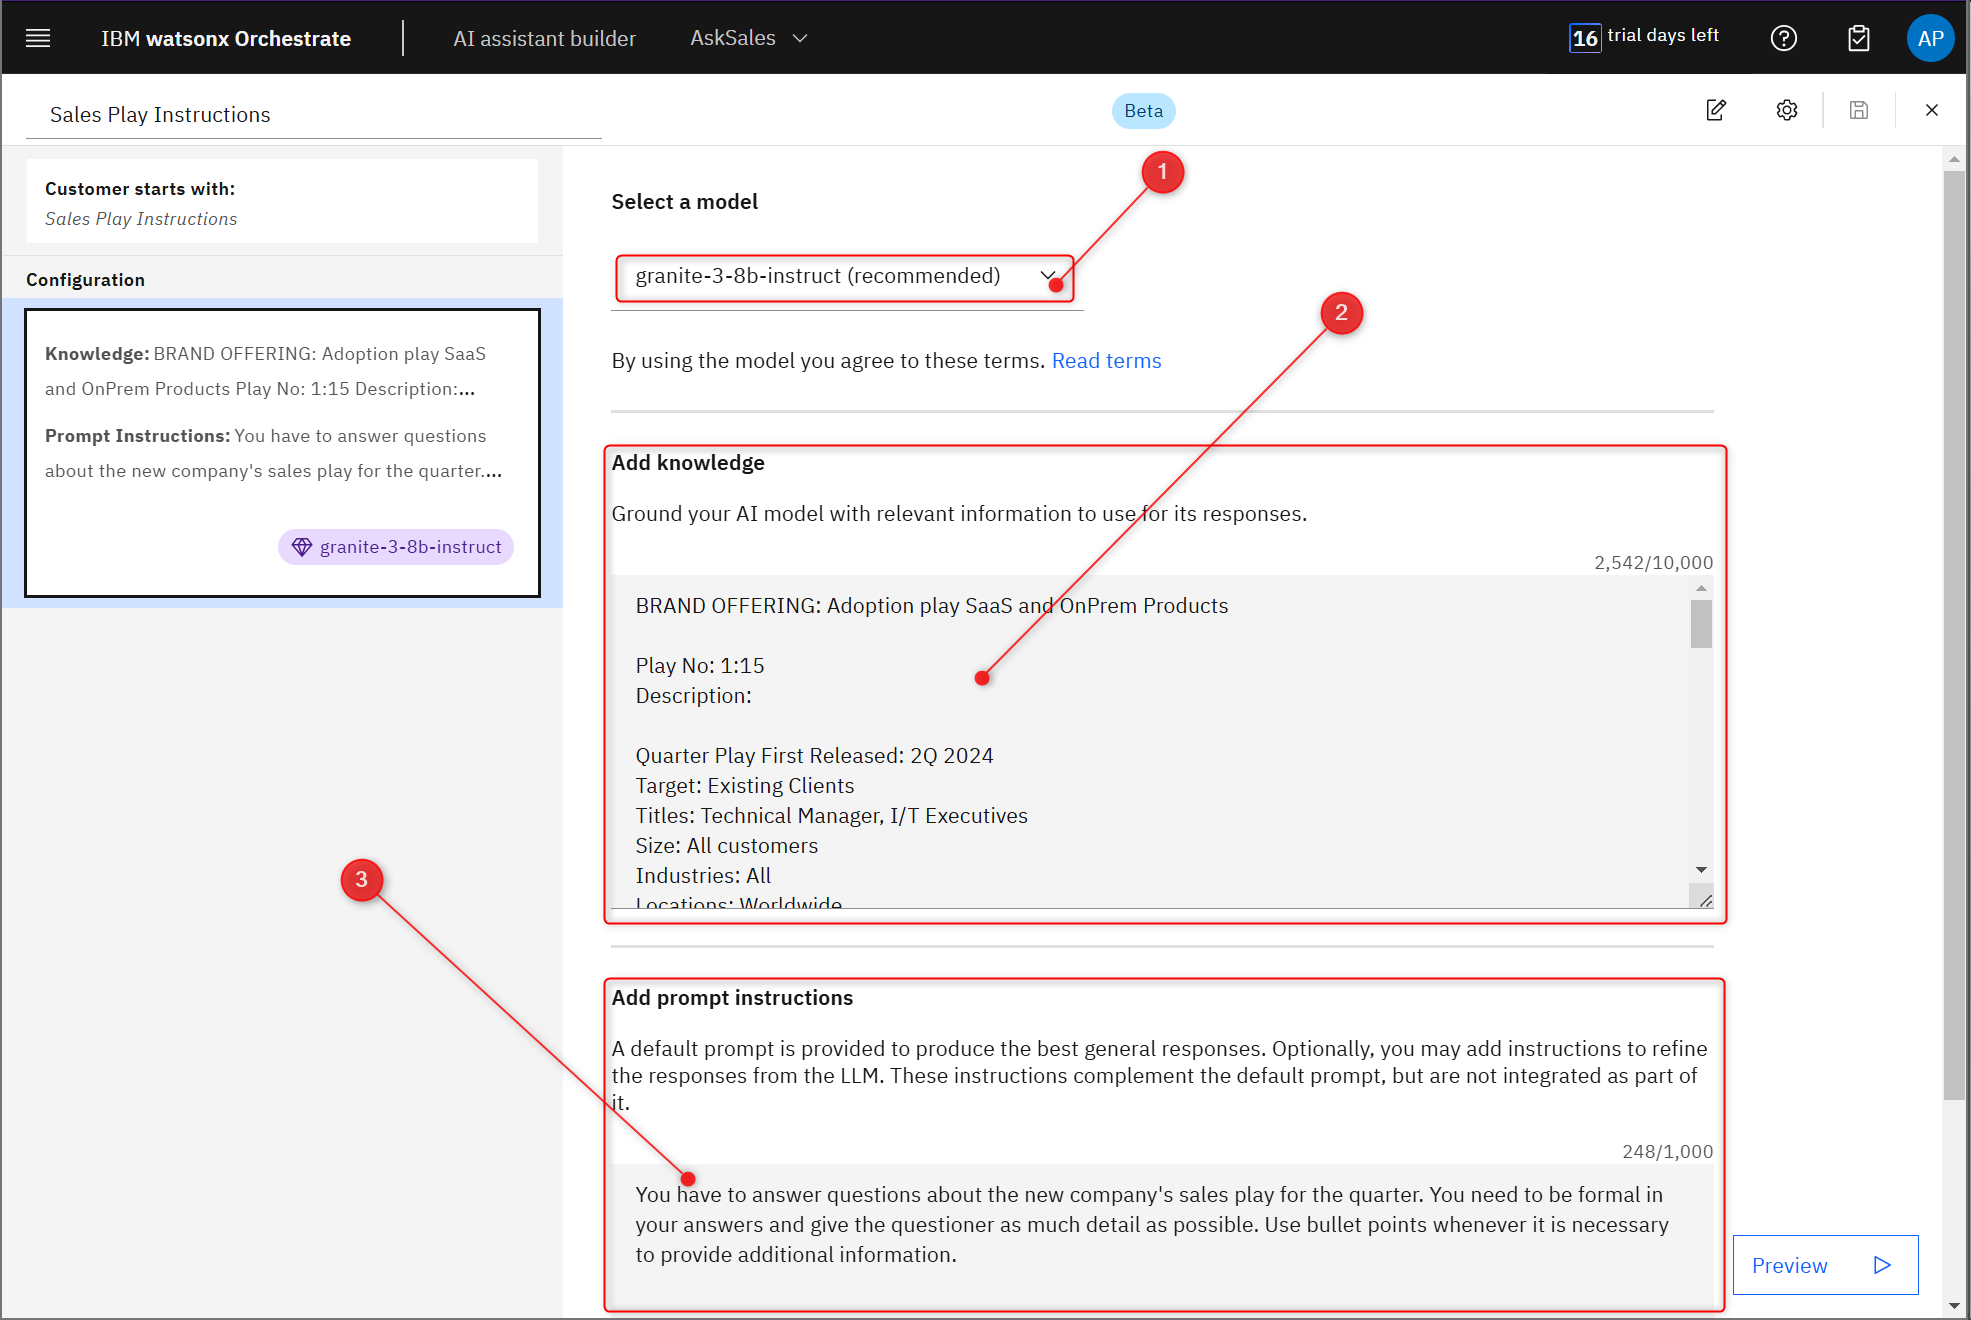 IBM watsonx Orchestrate
AI assistant builder
AskSales
16 trial days left
AP
Sales Play Instructions
Beta
Customer starts with:
Sales Play Instructions
Configuration
Knowledge: BRAND OFFERING: Adoption play SaaS
and OnPrem Products Play No: 1:15 Description:...
Prompt Instructions: You have to answer questions
about the new company's sales play for the quarter....
granite-3-8b-instruct
1
Select a model
granite-3-8b-instruct (recommended)
2
By using the model you agree to these terms. Read terms
Add knowledge
Ground your AI model with relevant information to use for its responses.
2,542/10,000
BRAND OFFERING: Adoption play SaaS and OnPrem Products
Play No: 1:15
Description:
Quarter Play First Released: 2Q 2024
Target: Existing Clients
Titles: Technical Manager, I/T Executives
Size: All customers
Industries: All
Locations: Worldwide
3
Add prompt instructions
A default prompt is provided to produce the best general responses. Optionally, you may add instructions to refine
the responses from the LLM. These instructions complement the default prompt, but are not integrated as part of
it.
248/1,000
You have to answer questions about the new company's sales play for the quarter. You need to be formal in
your answers and give the questioner as much detail as possible. Use bullet points whenever it is necessary
to provide additional information.
Preview